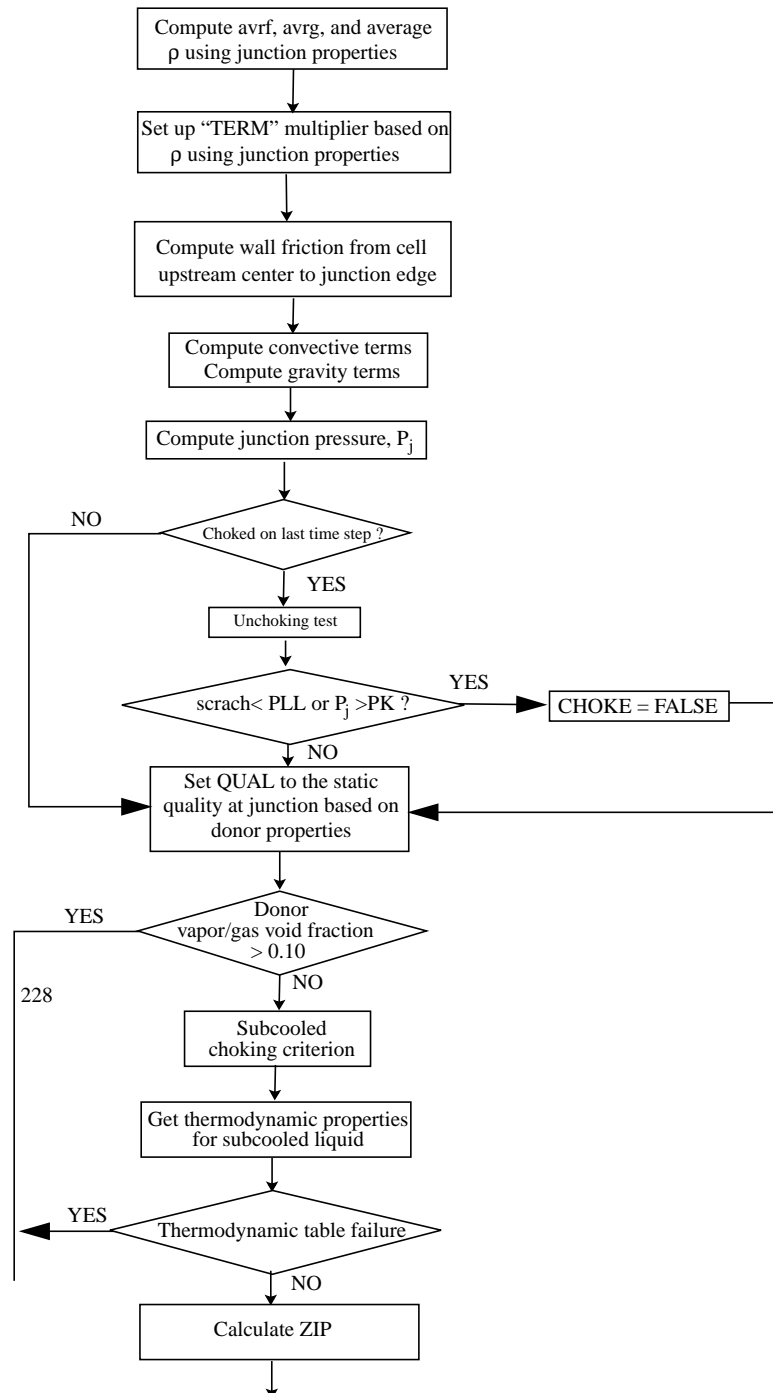 Compute avrf, avrg, and average
ρ using junction properties
Set up “TERM” multiplier based on
ρ using junction properties
Compute wall friction from cell
upstream center to junction edge
Compute convective terms
Compute gravity terms
Compute junction pressure, Pj
NO
Choked on last time step ?
YES
Unchoking test
YES
scrach< PLL or Pj >PK ?
CHOKE = FALSE
NO
Set QUAL to the static
quality at junction based on
donor properties
YES
Donor
vapor/gas void fraction
> 0.10
NO
228
Subcooled
choking criterion
Get thermodynamic properties
for subcooled liquid
YES
Thermodynamic table failure
NO
Calculate ZIP